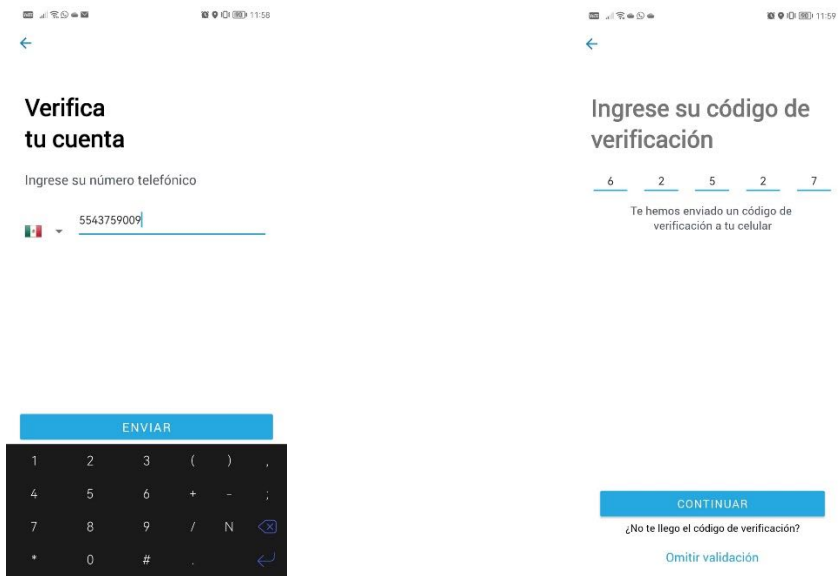 11:58
Verifica
tu cuenta
Ingrese su número telefónico
5543759009
ENVIAR
1 2 3 ( ) ,
4 5 6 + - ;
7 8 9 / N
* 0 # .
11:59
Ingrese su código de
verificación
6 2 5 2 7
Te hemos enviado un código de
verificación a tu celular
CONTINUAR
¿No te llego el código de verificación?
Omitir validación